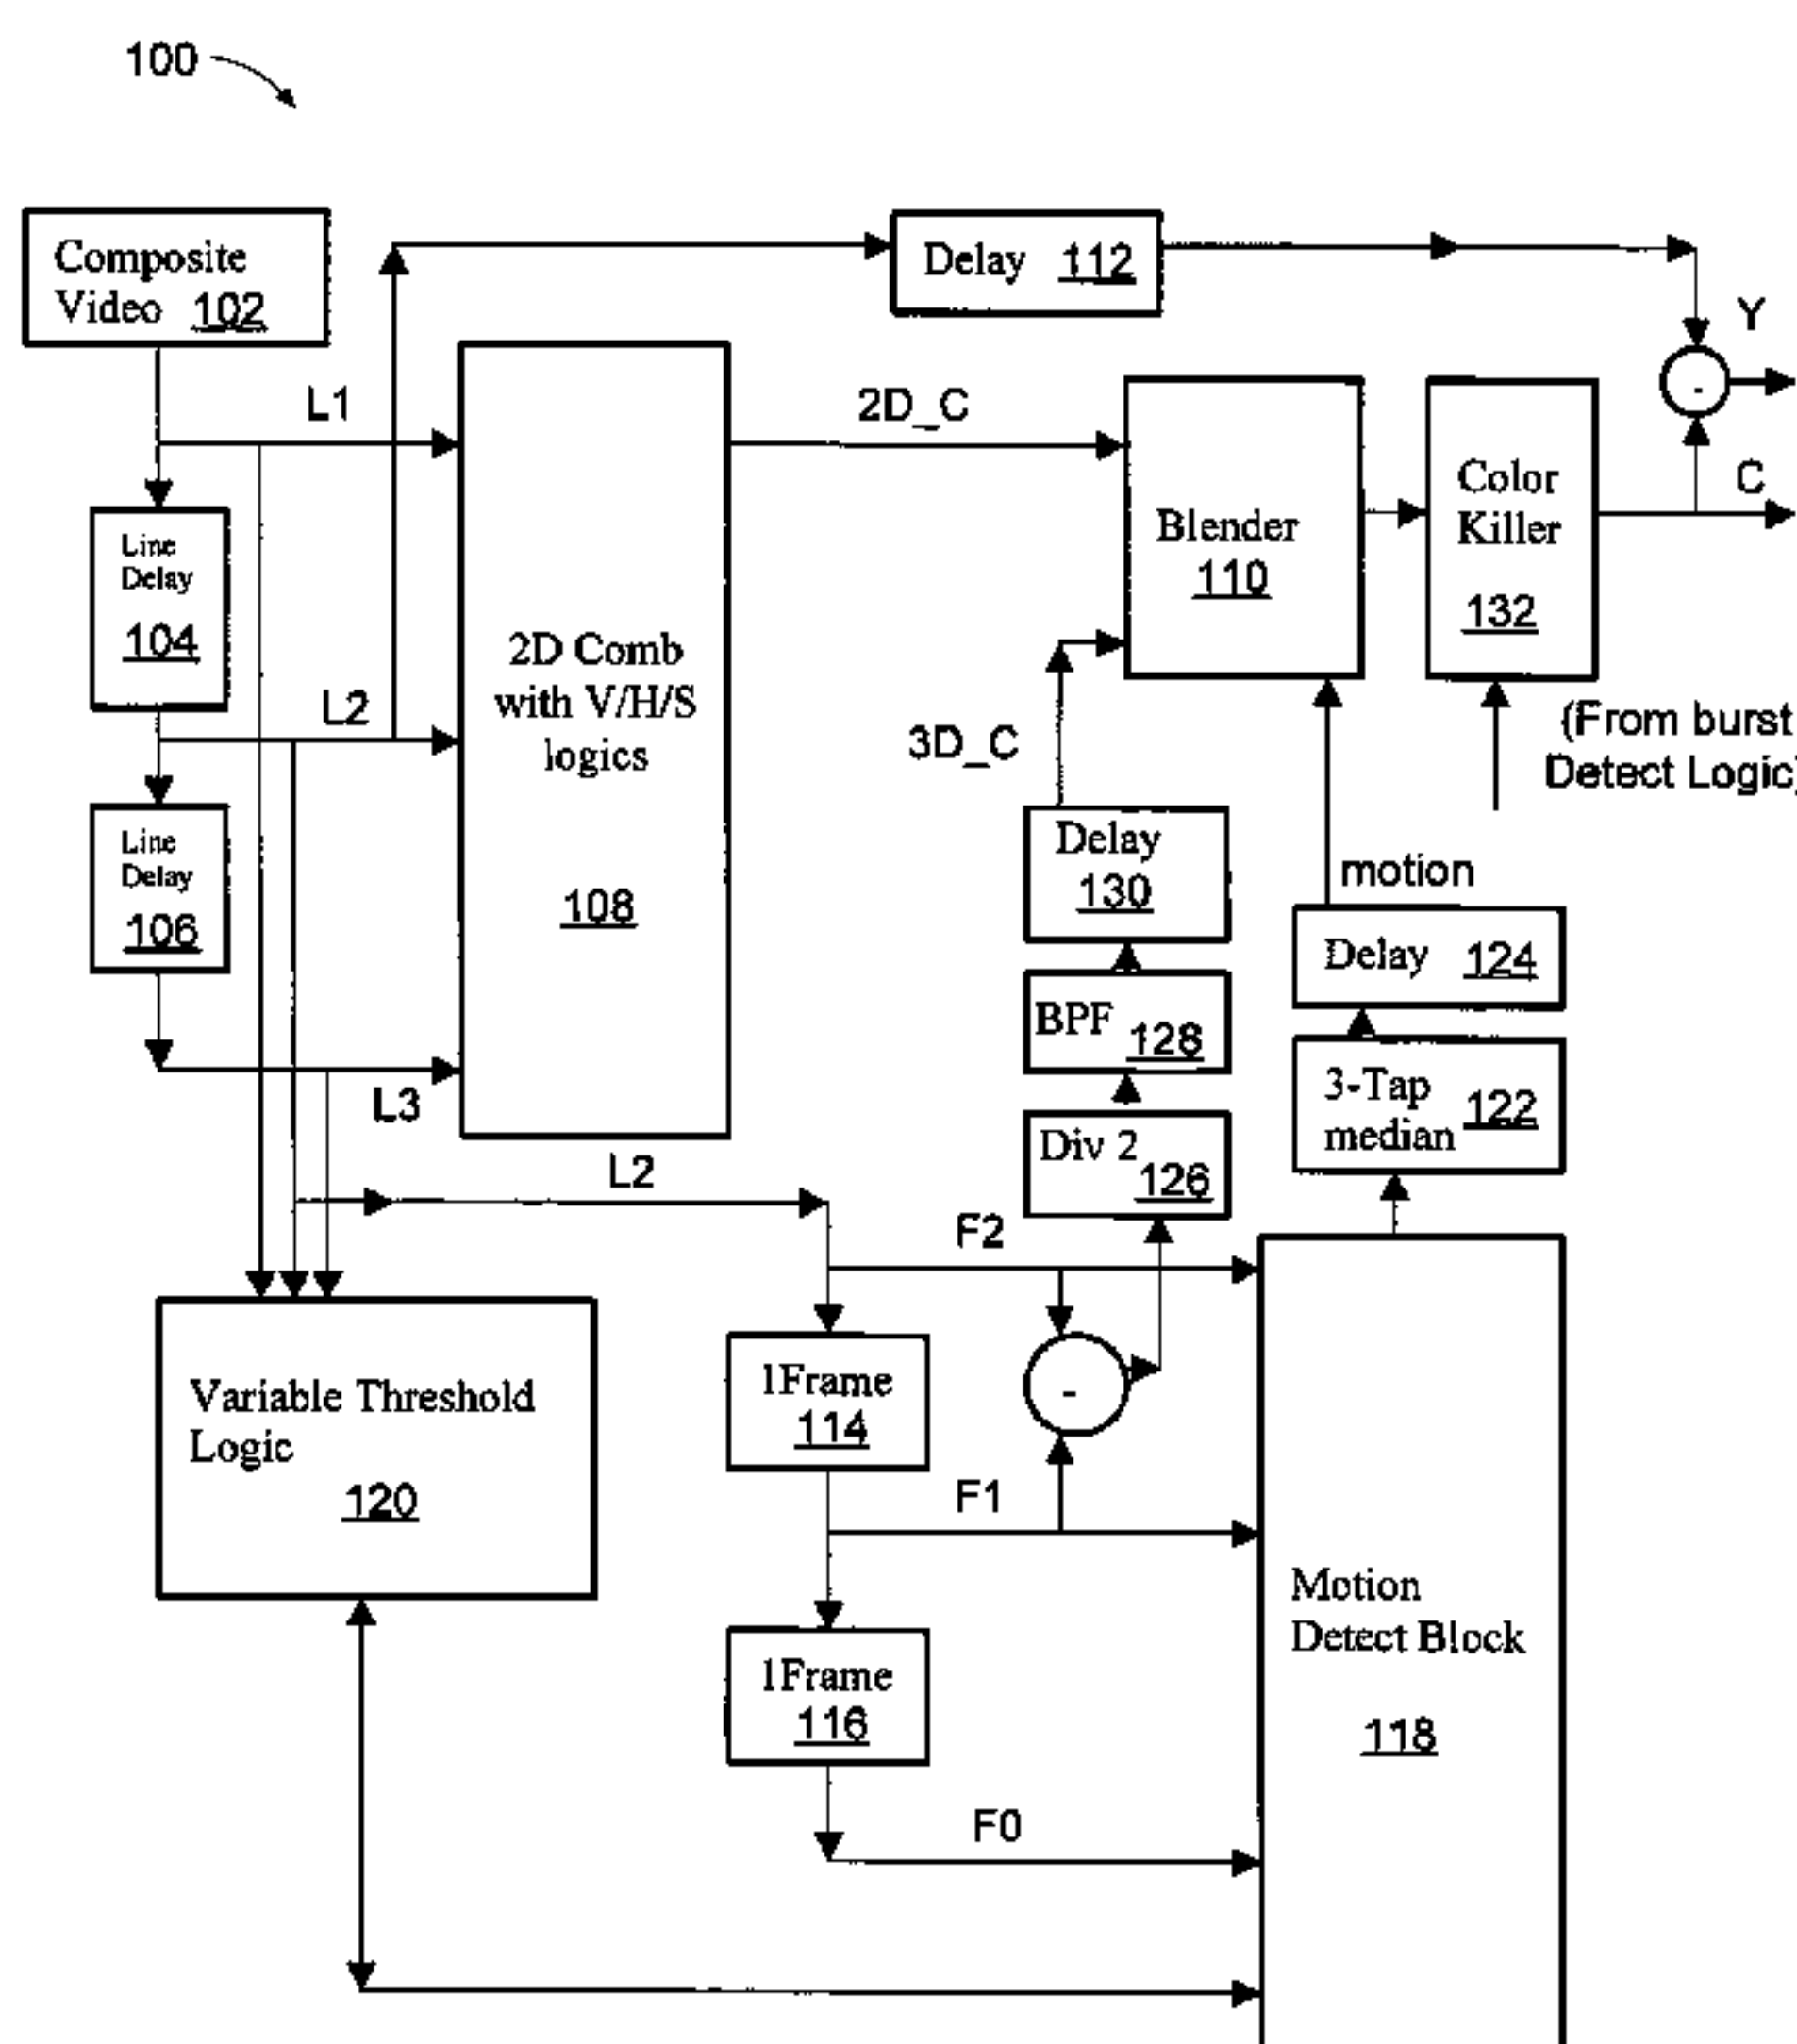 100
Composite
Video 102
Delay 112
Y
L1
2D_C
Line
Delay
104
2D Comb
with V/H/S
logics
108
Blender
110
Color
Killer
132
C
L2
3D_C
(From burst
Detect Logic)
Line
Delay
106
Delay
130
motion
Delay 124
BPF 128
L3
3-Tap
median 122
Div 2
126
L2
F2
Variable Threshold
Logic
120
1Frame
114
F1
Motion
Detect Block
118
1Frame
116
F0